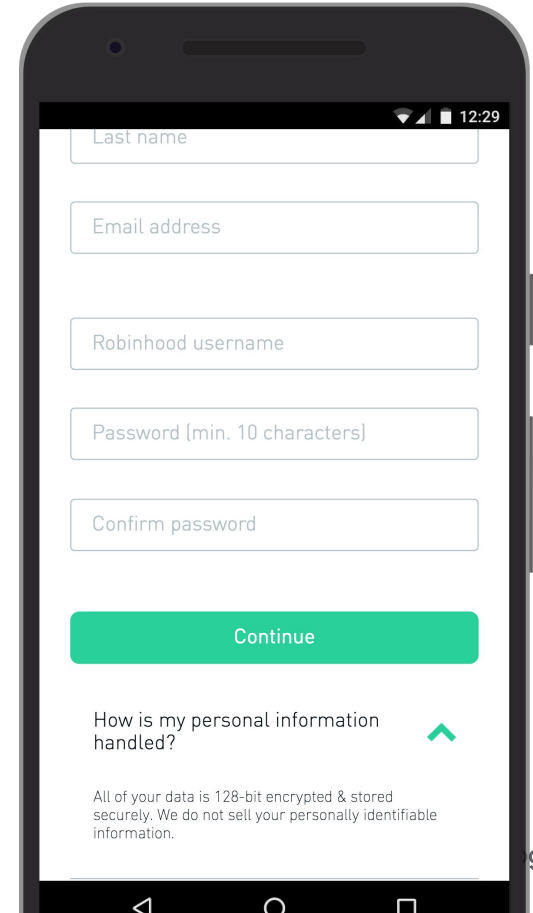 12:29
Last name
Email address
Robinhood username
Password (min. 10 characters)
Confirm password
Continue
How is my personal information
handled?
All of your data is 128-bit encrypted & stored
securely. We do not sell your personally identifiable
information.